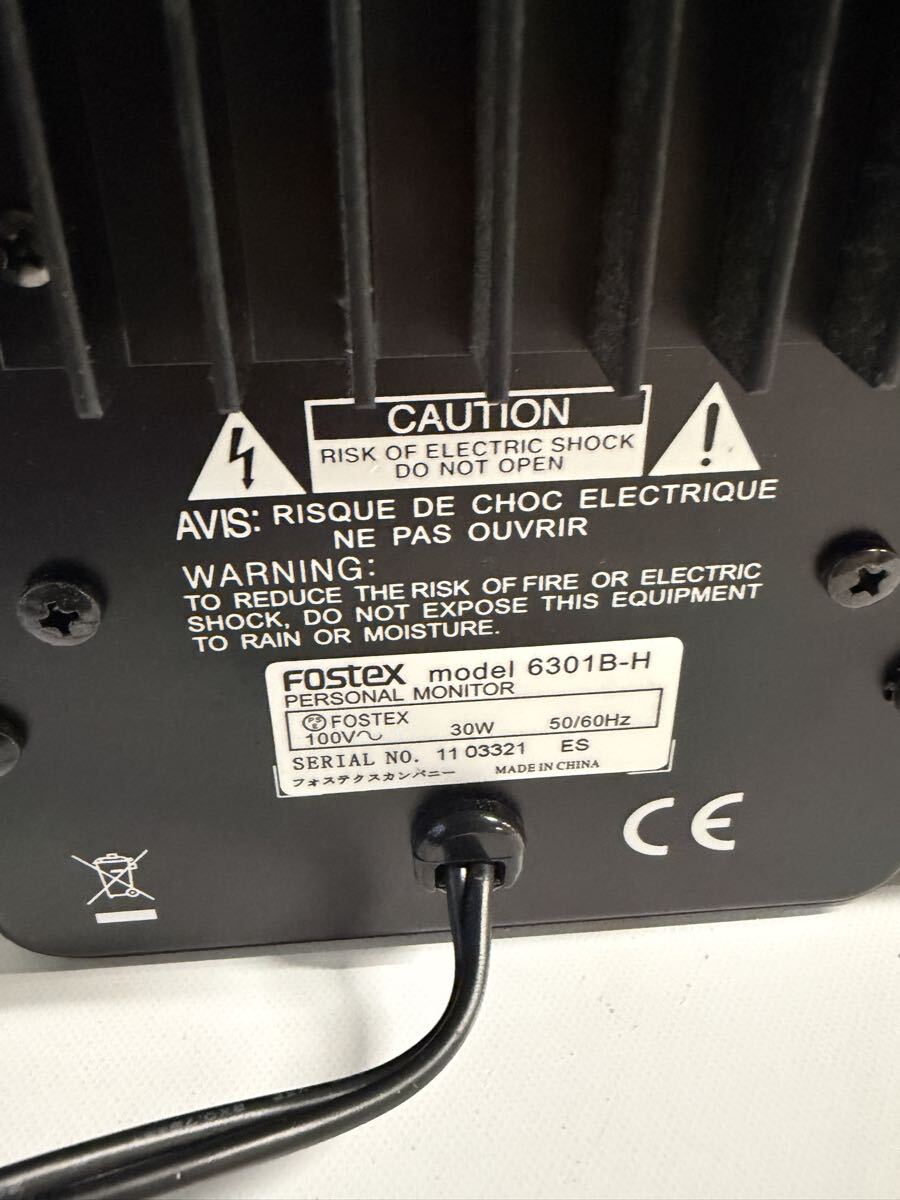 CAUTION
RISK OF ELECTRIC SHOCK
DO NOT OPEN
AVIS: RISQUE DE CHOC ELECTRIQUE
NE PAS OUVRIR
WARNING:
TO REDUCE THE RISK OF FIRE OR ELECTRIC
SHOCK, DO NOT EXPOSE THIS EQUIPMENT
TO RAIN OR MOISTURE.
Fostex model 6301B-H
PERSONAL MONITOR
PSE FOSTEX
100V～ 30W 50/60Hz
SERIAL NO. 11 03321 ES
フォステクスカンパニー MADE IN CHINA
CE